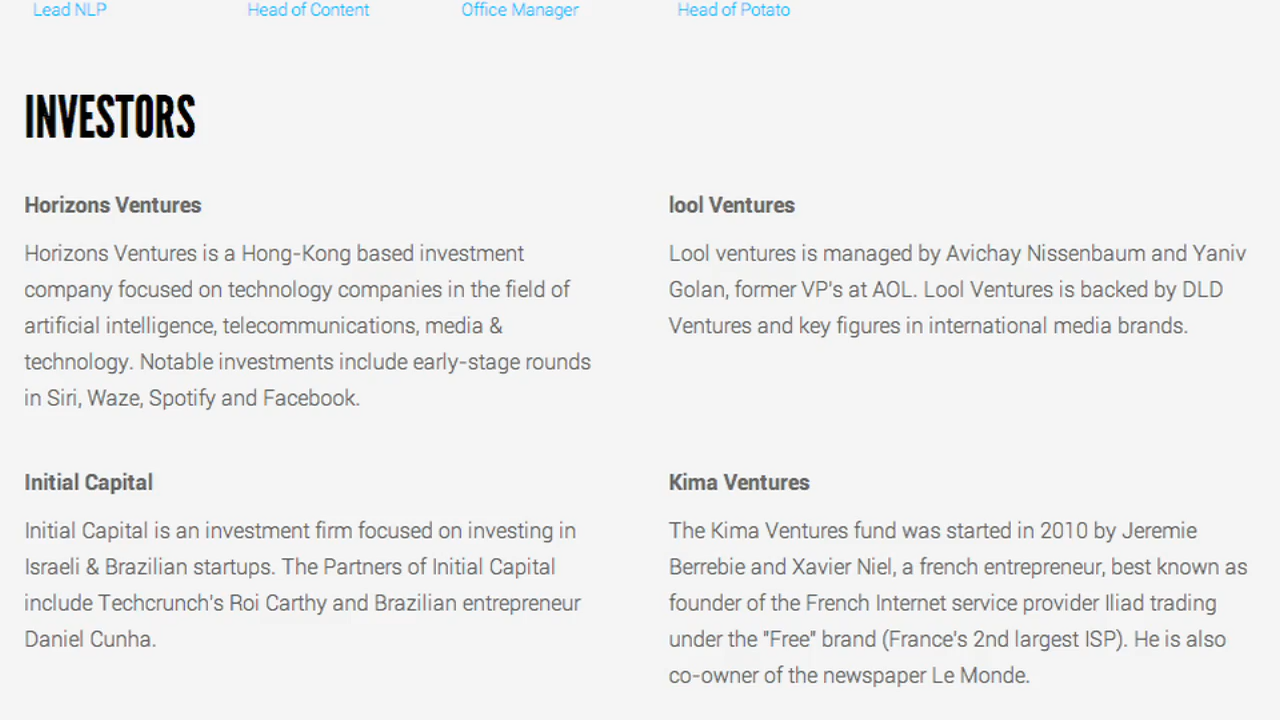 Lead NLP
Head of Content
Office Manager
Head of Potato
INVESTORS
Horizons Ventures
Horizons Ventures is a Hong-Kong based investment
company focused on technology companies in the field of
artificial intelligence, telecommunications, media &
technology. Notable investments include early-stage rounds
in Siri, Waze, Spotify and Facebook.
lool Ventures
Lool ventures is managed by Avichay Nissenbaum and Yaniv
Golan, former VP's at AOL. Lool Ventures is backed by DLD
Ventures and key figures in international media brands.
Initial Capital
Initial Capital is an investment firm focused on investing in
Israeli & Brazilian startups. The Partners of Initial Capital
include Techcrunch's Roi Carthy and Brazilian entrepreneur
Daniel Cunha.
Kima Ventures
The Kima Ventures fund was started in 2010 by Jeremie
Berrebie and Xavier Niel, a french entrepreneur, best known as
founder of the French Internet service provider Iliad trading
under the "Free" brand (France's 2nd largest ISP). He is also
co-owner of the newspaper Le Monde.